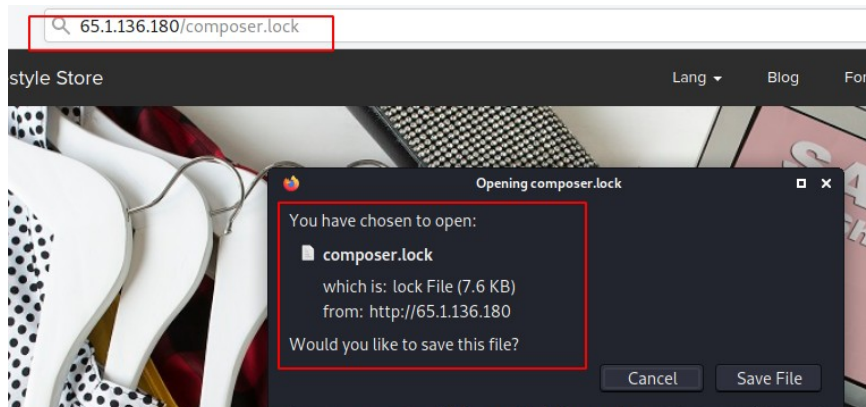 65.1.136.180/composer.lock
style Store
Lang
Blog
For
Opening composer.lock
You have chosen to open:
composer.lock
which is: lock File (7.6 KB)
from: http://65.1.136.180
Would you like to save this file?
Cancel
Save File